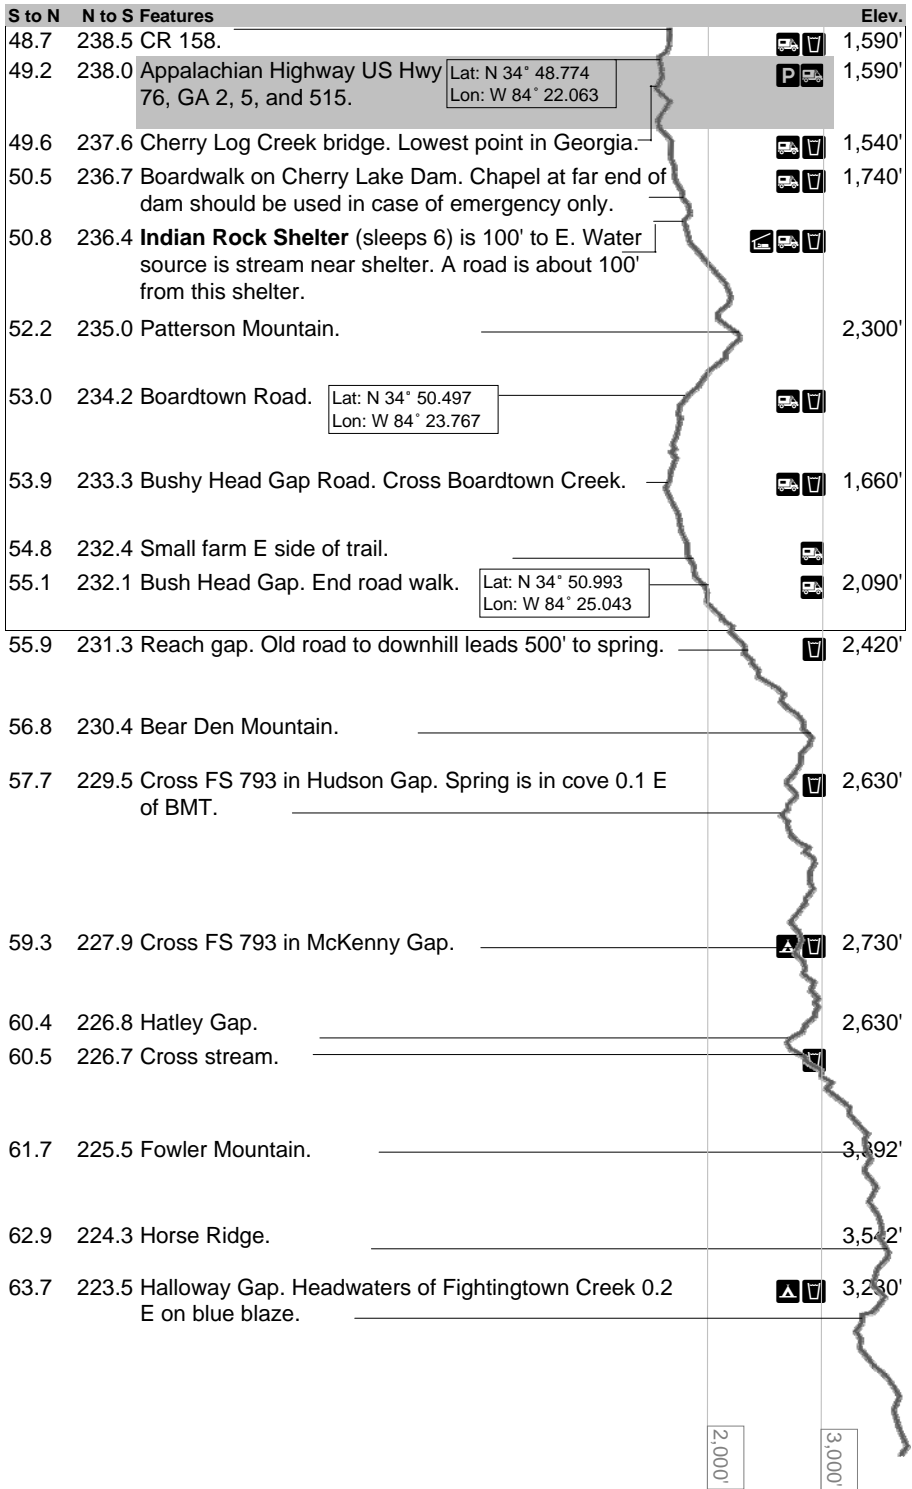 S to N N to S Features Elev.
48.7 238.5 CR 158. 1,590'
49.2 238.0 Appalachian Highway US Hwy Lat: N 34° 48.774 P 1,590'
76, GA 2, 5, and 515. Lon: W 84° 22.063
49.6 237.6 Cherry Log Creek bridge. Lowest point in Georgia. 1,540'
50.5 236.7 Boardwalk on Cherry Lake Dam. Chapel at far end of 1,740'
dam should be used in case of emergency only.
50.8 236.4 Indian Rock Shelter (sleeps 6) is 100' to E. Water
source is stream near shelter. A road is about 100'
from this shelter.
52.2 235.0 Patterson Mountain. 2,300'
53.0 234.2 Boardtown Road. Lat: N 34° 50.497
Lon: W 84° 23.767
53.9 233.3 Bushy Head Gap Road. Cross Boardtown Creek. 1,660'
54.8 232.4 Small farm E side of trail.
55.1 232.1 Bush Head Gap. End road walk. Lat: N 34° 50.993 2,090'
Lon: W 84° 25.043
55.9 231.3 Reach gap. Old road to downhill leads 500' to spring. 2,420'
56.8 230.4 Bear Den Mountain.
57.7 229.5 Cross FS 793 in Hudson Gap. Spring is in cove 0.1 E 2,630'
of BMT.
59.3 227.9 Cross FS 793 in McKenny Gap. 2,730'
60.4 226.8 Hatley Gap. 2,630'
60.5 226.7 Cross stream.
61.7 225.5 Fowler Mountain.
62.9 224.3 Horse Ridge. 3,542'
63.7 223.5 Halloway Gap. Headwaters of Fightingtown Creek 0.2
E on blue blaze.
2,000'
3,000'